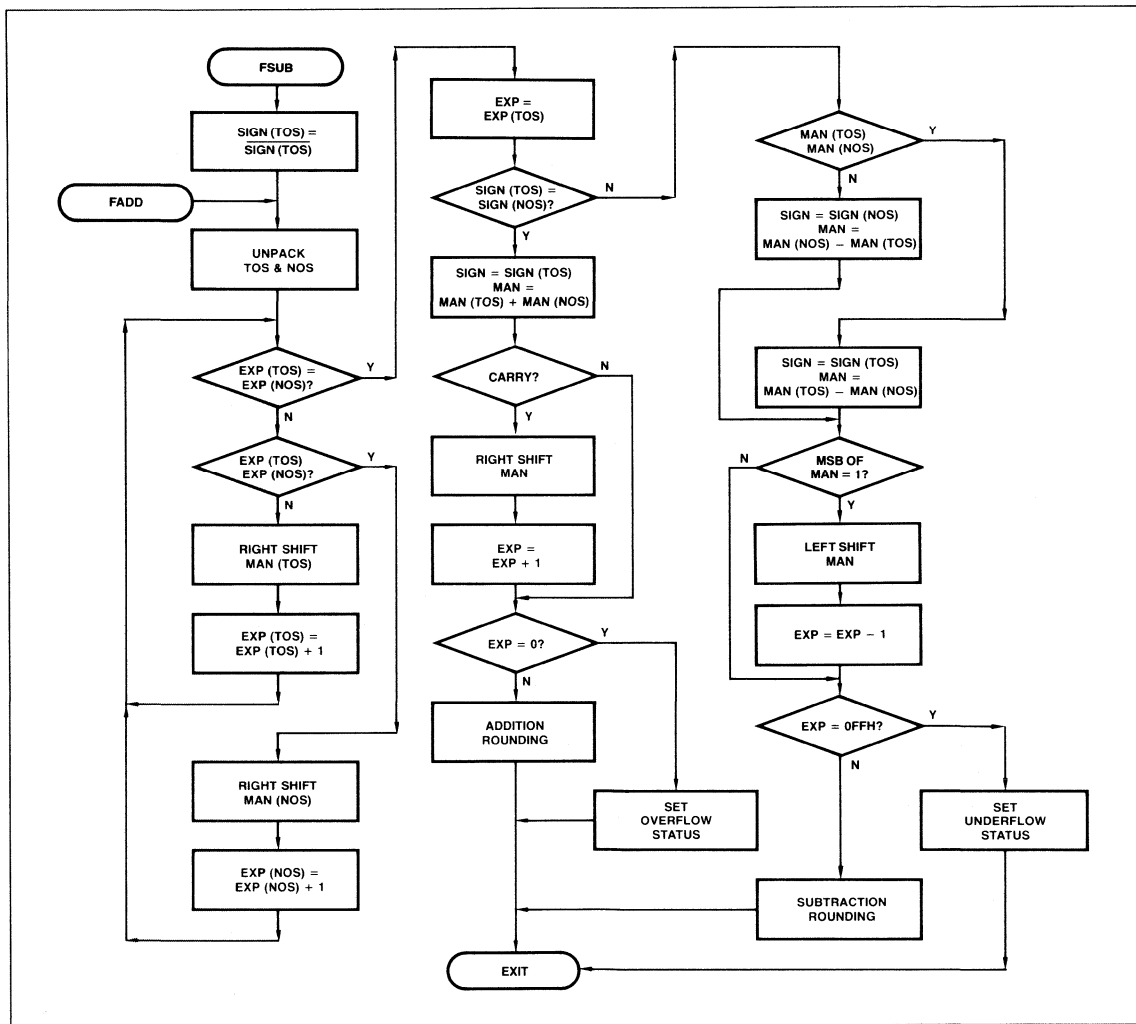 FSUB
SIGN (TOS) =
SIGN (TOS)
FADD
UNPACK
TOS & NOS
EXP (TOS) =
EXP (NOS)?
Y
N
EXP (TOS)
EXP (NOS)?
Y
N
RIGHT SHIFT
MAN (TOS)
EXP (TOS) =
EXP (TOS) + 1
RIGHT SHIFT
MAN (NOS)
EXP (NOS) =
EXP (NOS) + 1
EXP =
EXP (TOS)
SIGN (TOS) =
SIGN (NOS)?
N
Y
SIGN = SIGN (TOS)
MAN =
MAN (TOS) + MAN (NOS)
CARRY?
N
Y
RIGHT SHIFT
MAN
EXP =
EXP + 1
EXP = 0?
Y
N
ADDITION
ROUNDING
SET
OVERFLOW
STATUS
EXIT
MAN (TOS)
MAN (NOS)
Y
N
SIGN = SIGN (NOS)
MAN =
MAN (NOS) − MAN (TOS)
SIGN = SIGN (TOS)
MAN =
MAN (TOS) − MAN (NOS)
MSB OF
MAN = 1?
N
Y
LEFT SHIFT
MAN
EXP = EXP − 1
EXP = 0FFH?
Y
N
SET
UNDERFLOW
STATUS
SUBTRACTION
ROUNDING